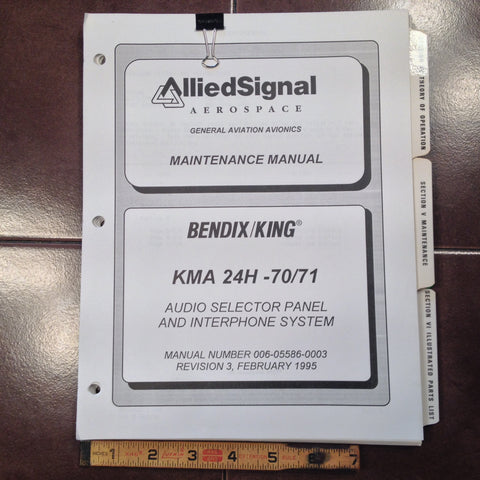 AlliedSignal
AEROSPACE
GENERAL AVIATION AVIONICS
MAINTENANCE MANUAL
BENDIX/KING®
KMA 24H -70/71
AUDIO SELECTOR PANEL
AND INTERPHONE SYSTEM
MANUAL NUMBER 006-05586-0003
REVISION 3, FEBRUARY 1995
THEORY OF OPERATION
SECTION V MAINTENANCE
SECTION VI ILLUSTRATED PARTS LIST
1 2 3 4 5 6 7